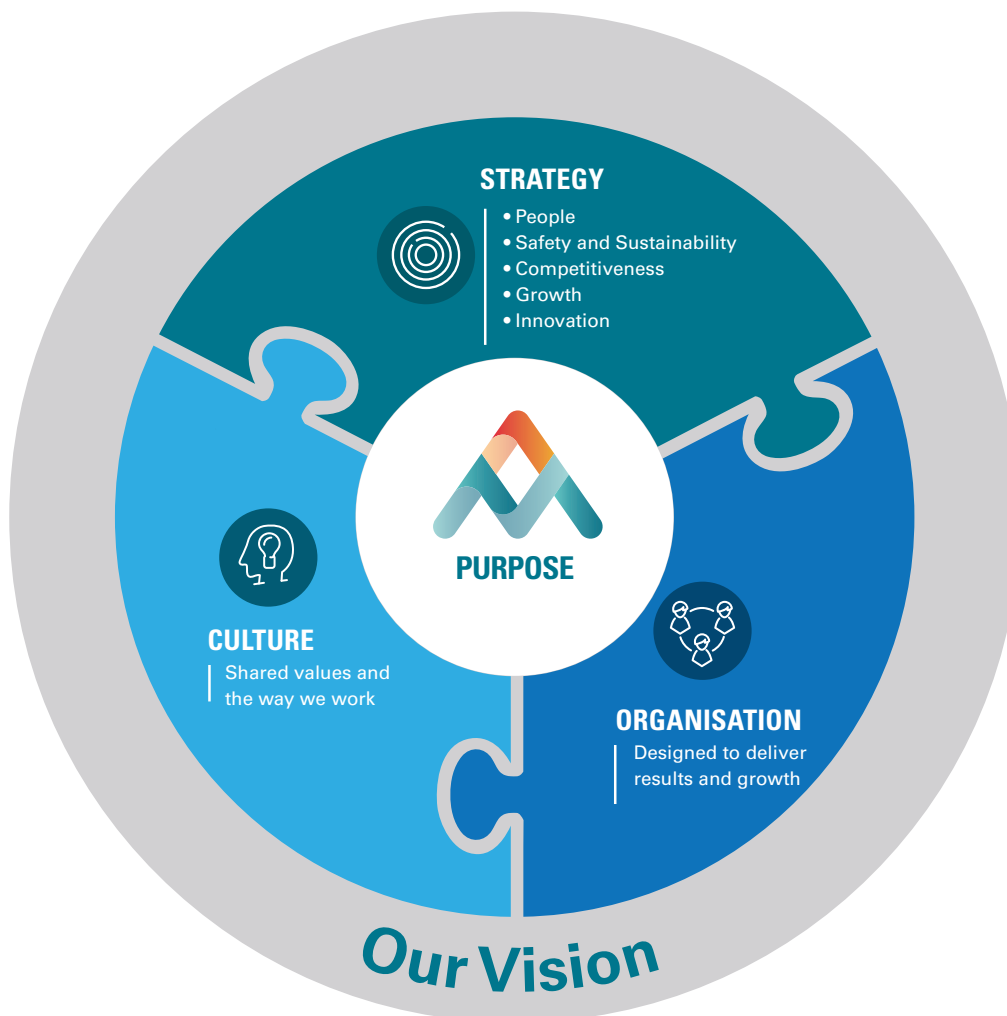 STRATEGY
• People
• Safety and Sustainability
• Competitiveness
• Growth
• Innovation
PURPOSE
CULTURE
Shared values and
the way we work
ORGANISATION
Designed to deliver
results and growth
Our Vision